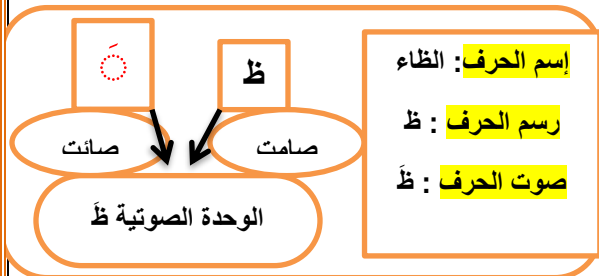 إسم الحرف: الظاء
رسم الحرف : ظ
صوت الحرف : ظَ
ظ
َ
صامت
صائت
الوحدة الصوتية ظَ